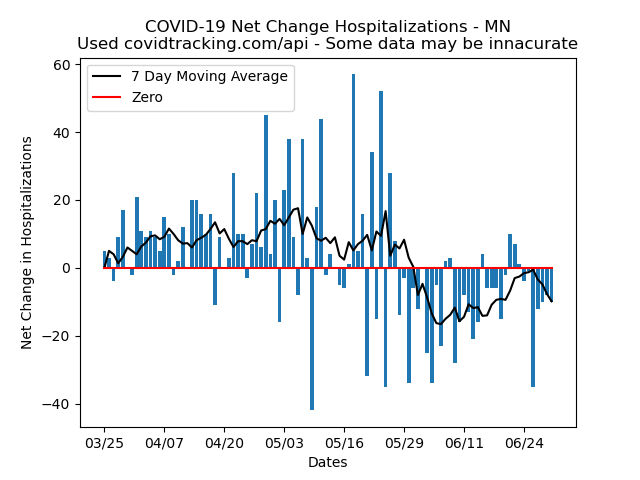 COVID-19 Net Change Hospitalizations - MN
Used covidtracking.com/api - Some data may be innacurate
7 Day Moving Average
Zero
Net Change in Hospitalizations
60
40
20
0
−20
−40
03/25 04/07 04/20 05/03 05/16 05/29 06/11 06/24
Dates